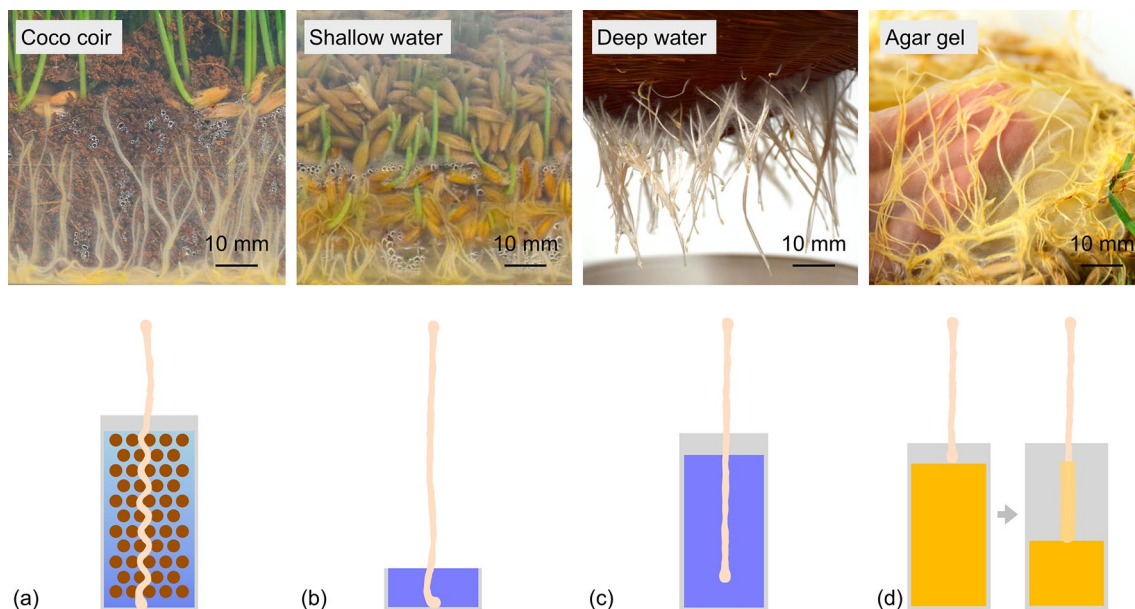 Coco coir
Shallow water
Deep water
Agar gel
10 mm
10 mm
10 mm
10 mm
(a)
(b)
(c)
(d)